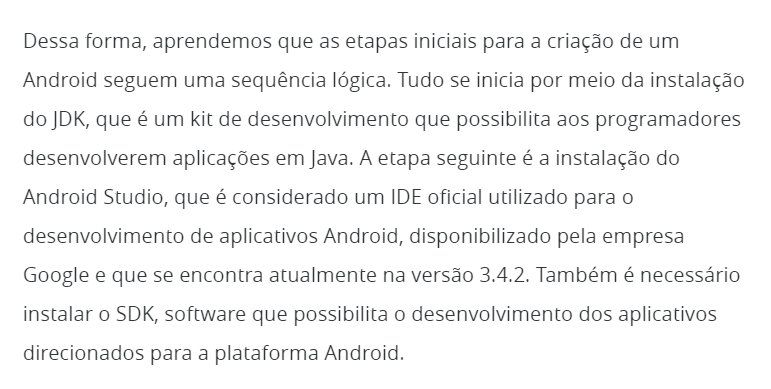 Dessa forma, aprendemos que as etapas iniciais para a criação de um
Android seguem uma sequência lógica. Tudo se inicia por meio da instalação
do JDK, que é um kit de desenvolvimento que possibilita aos programadores
desenvolverem aplicações em Java. A etapa seguinte é a instalação do
Android Studio, que é considerado um IDE oficial utilizado para o
desenvolvimento de aplicativos Android, disponibilizado pela empresa
Google e que se encontra atualmente na versão 3.4.2. Também é necessário
instalar o SDK, software que possibilita o desenvolvimento dos aplicativos
direcionados para a plataforma Android.